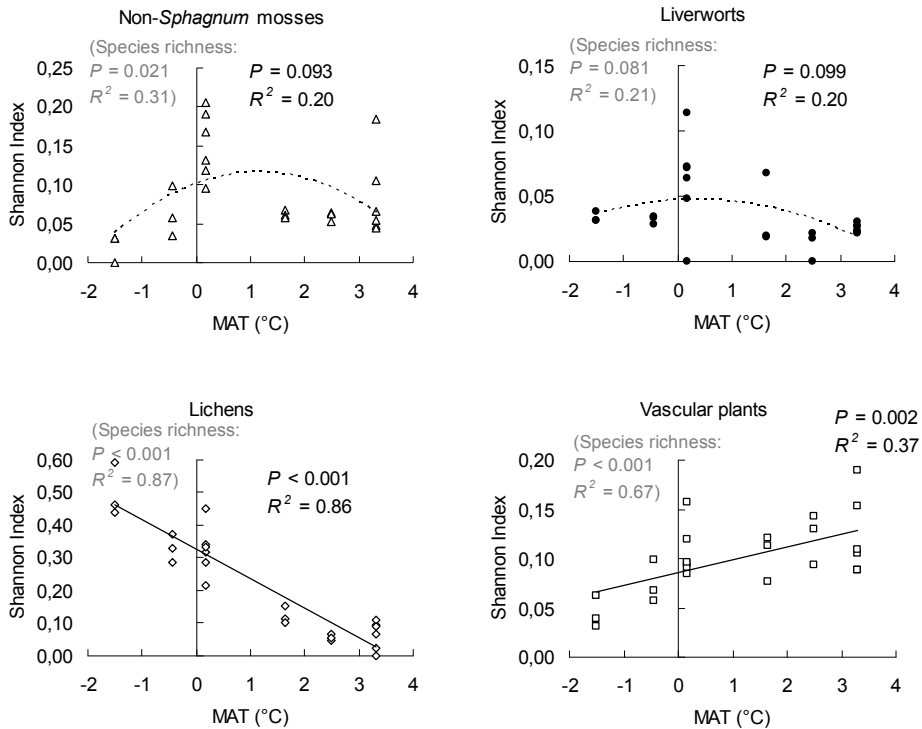 Non-Sphagnum mosses
(Species richness:
P = 0.021
R² = 0.31)
P = 0.093
R² = 0.20
0,25
0,20
0,15
0,10
0,05
0,00
Shannon Index
-2 -1 0 1 2 3 4
MAT (°C)
Liverworts
(Species richness:
P = 0.081
R² = 0.21)
P = 0.099
R² = 0.20
0,15
0,10
0,05
0,00
Shannon Index
-2 -1 0 1 2 3 4
MAT (°C)
Lichens
(Species richness:
P < 0.001
R² = 0.87)
P < 0.001
R² = 0.86
0,60
0,50
0,40
0,30
0,20
0,10
0,00
Shannon Index
-2 -1 0 1 2 3 4
MAT (°C)
Vascular plants
(Species richness:
P < 0.001
R² = 0.67)
P = 0.002
R² = 0.37
0,20
0,15
0,10
0,05
0,00
Shannon Index
-2 -1 0 1 2 3 4
MAT (°C)